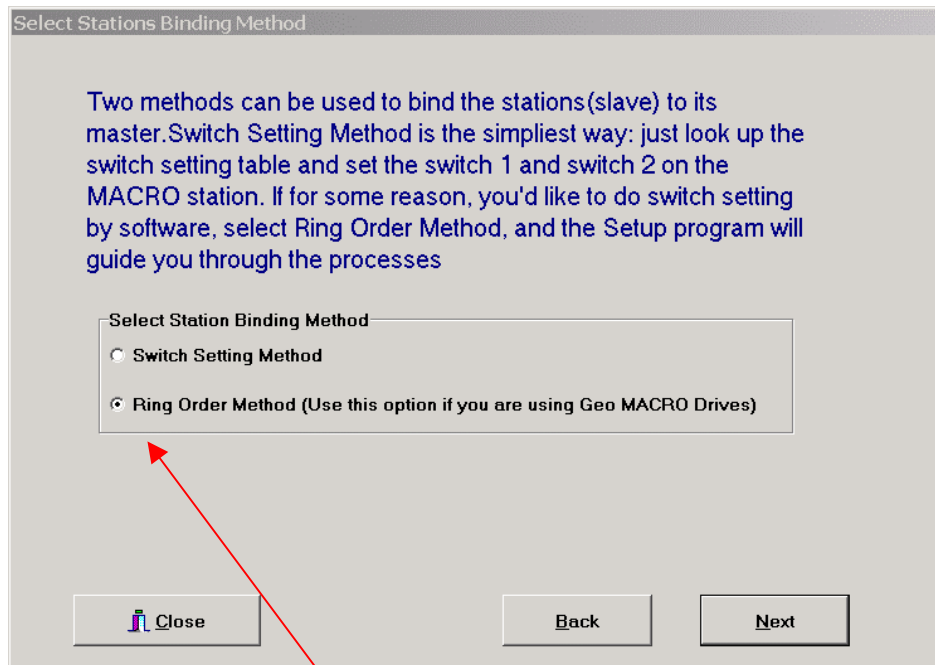 Select Stations Binding Method
Two methods can be used to bind the stations(slave) to its
master.Switch Setting Method is the simpliest way: just look up the
switch setting table and set the switch 1 and switch 2 on the
MACRO station. If for some reason, you'd like to do switch setting
by software, select Ring Order Method, and the Setup program will
guide you through the processes
Select Station Binding Method
Switch Setting Method
Ring Order Method (Use this option if you are using Geo MACRO Drives)
Close
Back
Next